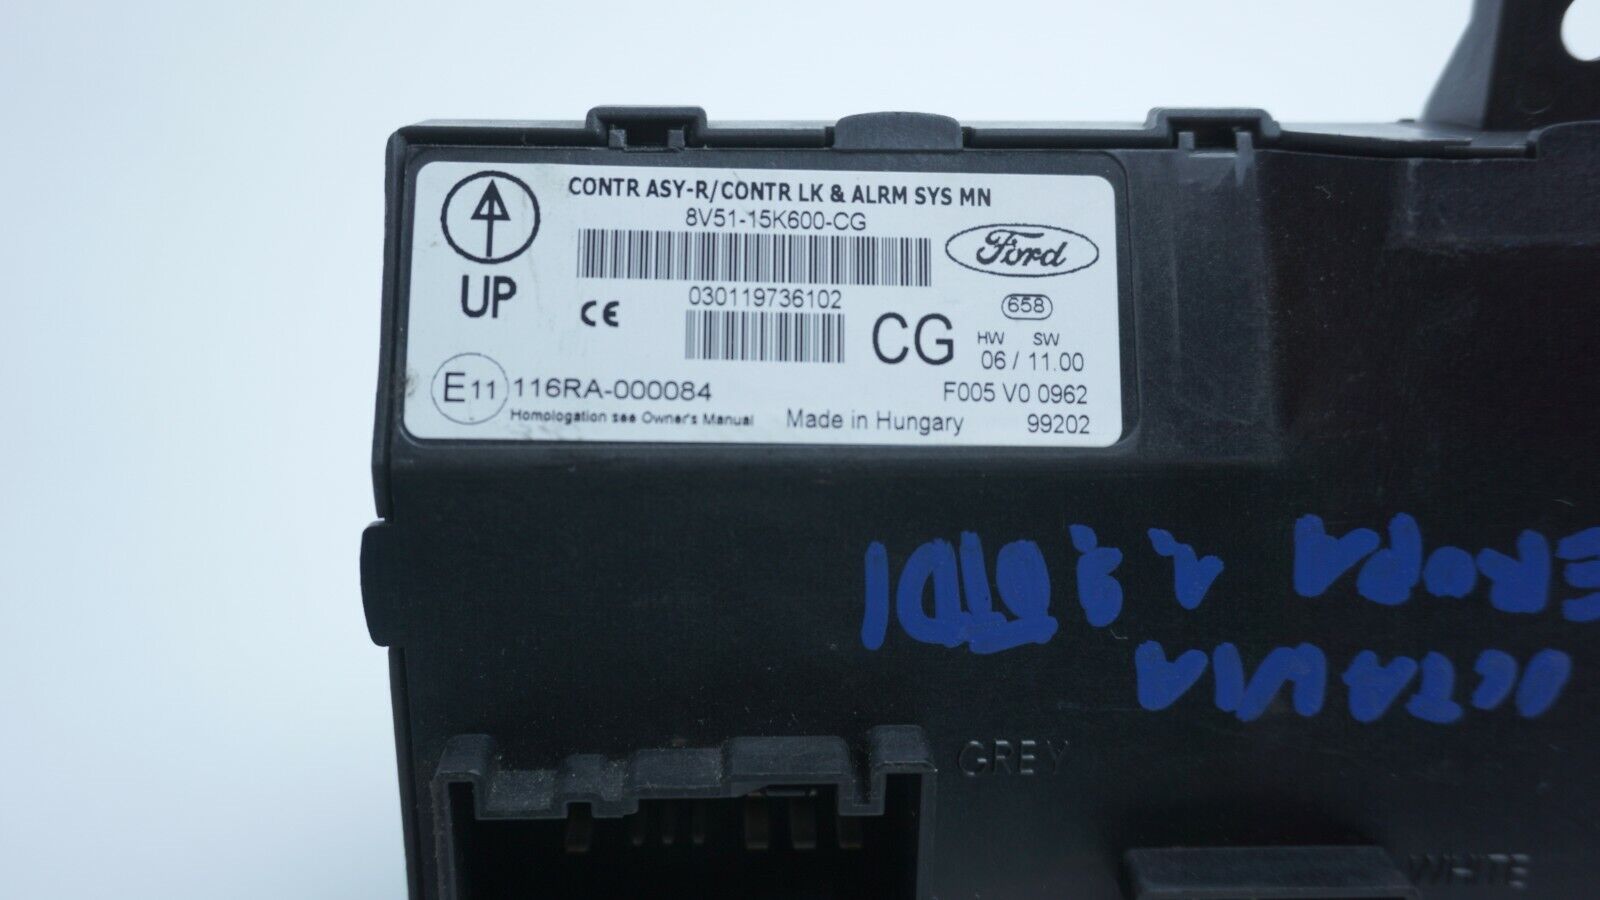 CONTR ASY-R/CONTR LK & ALRM SYS MN
8V51-15K600-CG
Ford
UP
030119736102
CE
CG
658
HW SW
06 / 11.00
E11 116RA-000084
F005 V0 0962
Homologation see Owner's Manual
Made in Hungary
99202
GREY
WHITE